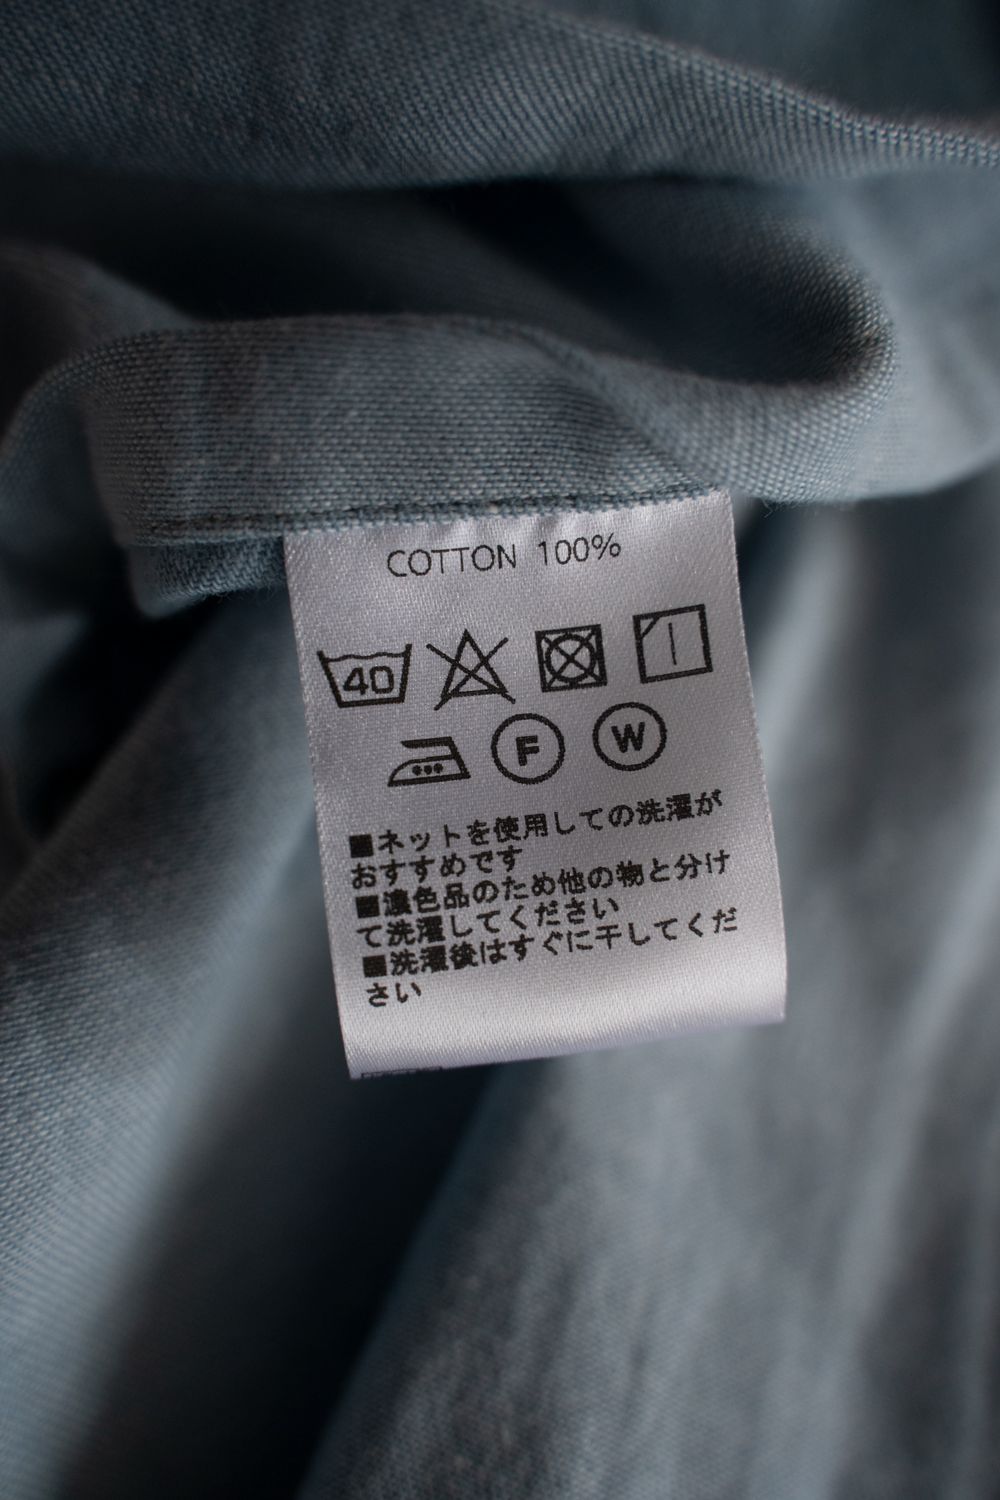 COTTON 100%
40
F W
■ネットを使用しての洗濯が
おすすめです
■濃色品のため他の物と分け
て洗濯してください
■洗濯後はすぐに干してくだ
さい